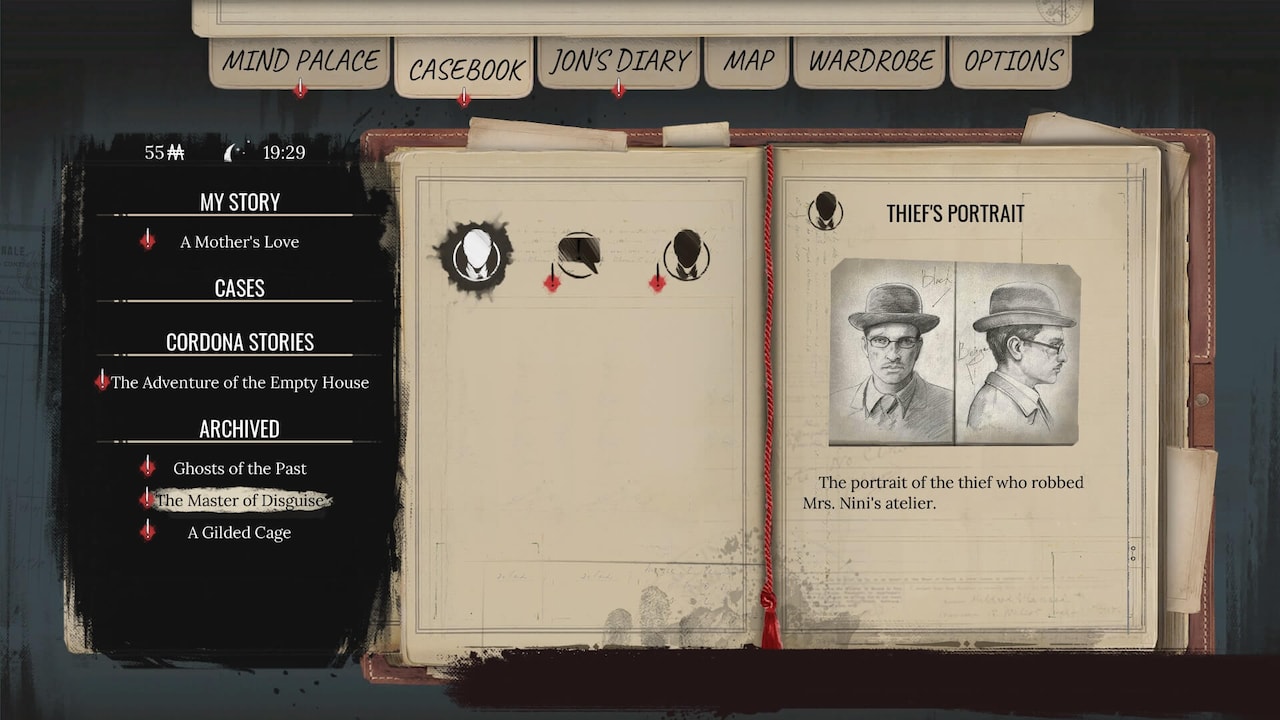 MIND PALACE
CASEBOOK
JON'S DIARY
MAP
WARDROBE
OPTIONS
55
19:29
MY STORY
A Mother's Love
CASES
CORDONA STORIES
The Adventure of the Empty House
ARCHIVED
Ghosts of the Past
The Master of Disguise
A Gilded Cage
THIEF'S PORTRAIT
Black
The portrait of the thief who robbed
Mrs. Nini's atelier.